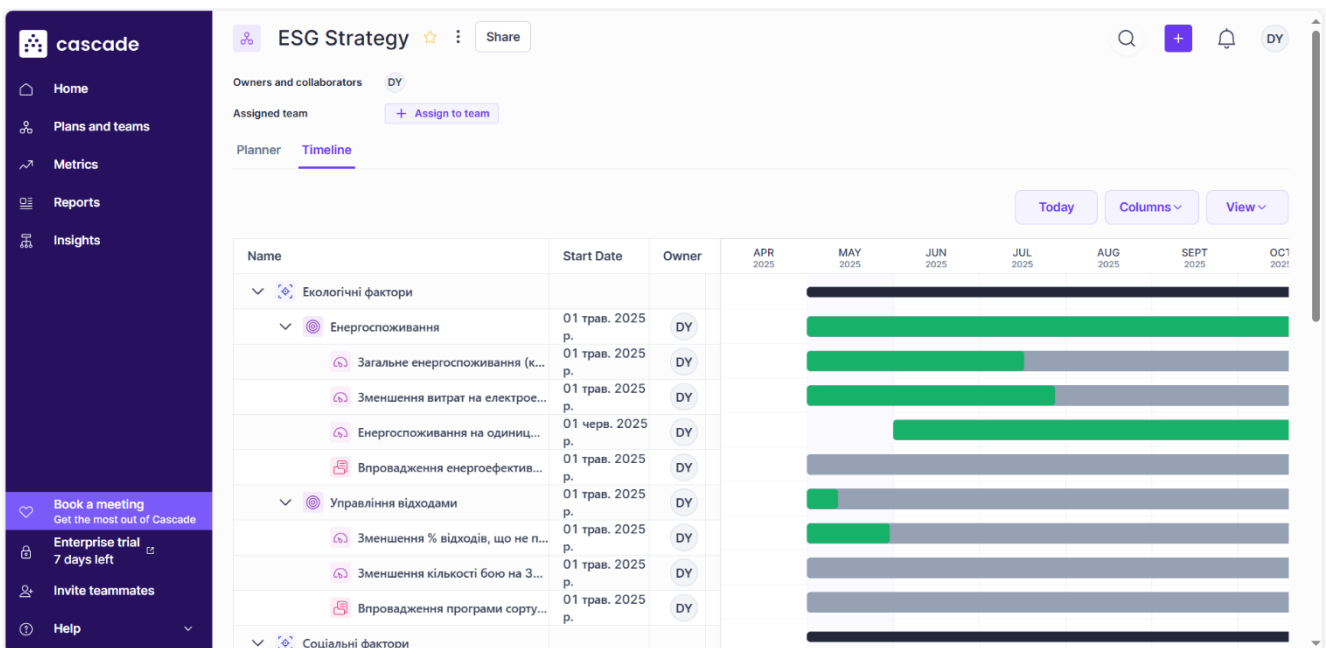 cascade
Home
Plans and teams
Metrics
Reports
Insights
Book a meeting
Get the most out of Cascade
Enterprise trial
7 days left
Invite teammates
Help
ESG Strategy
Share
DY
Owners and collaborators DY
Assigned team + Assign to team
Planner Timeline
Today Columns View
Name Start Date Owner APR MAY JUN JUL AUG SEPT OCT
2025 2025 2025 2025 2025 2025 2025
Екологічні фактори
Енергоспоживання 01 трав. 2025 р. DY
Загальне енергоспоживання (к... 01 трав. 2025 р. DY
Зменшення витрат на електрое... 01 трав. 2025 р. DY
Енергоспоживання на одиниц... 01 черв. 2025 р. DY
Впровадження енергоефектив... 01 трав. 2025 р. DY
Управління відходами 01 трав. 2025 р. DY
Зменшення % відходів, що не п... 01 трав. 2025 р. DY
Зменшення кількості бою на З... 01 трав. 2025 р. DY
Впровадження програми сорту... 01 трав. 2025 р. DY
Соціальні фактори